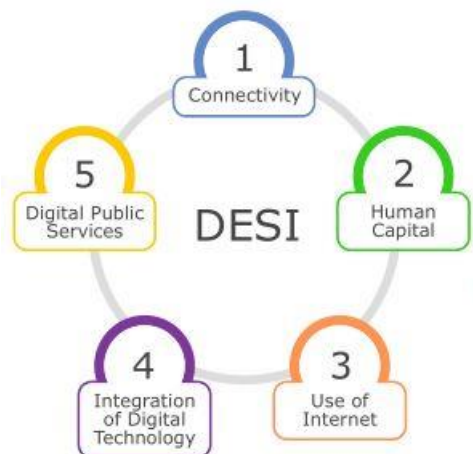 1
Connectivity
2
Human
Capital
3
Use of
Internet
4
Integration
of Digital
Technology
5
Digital Public
Services
DESI